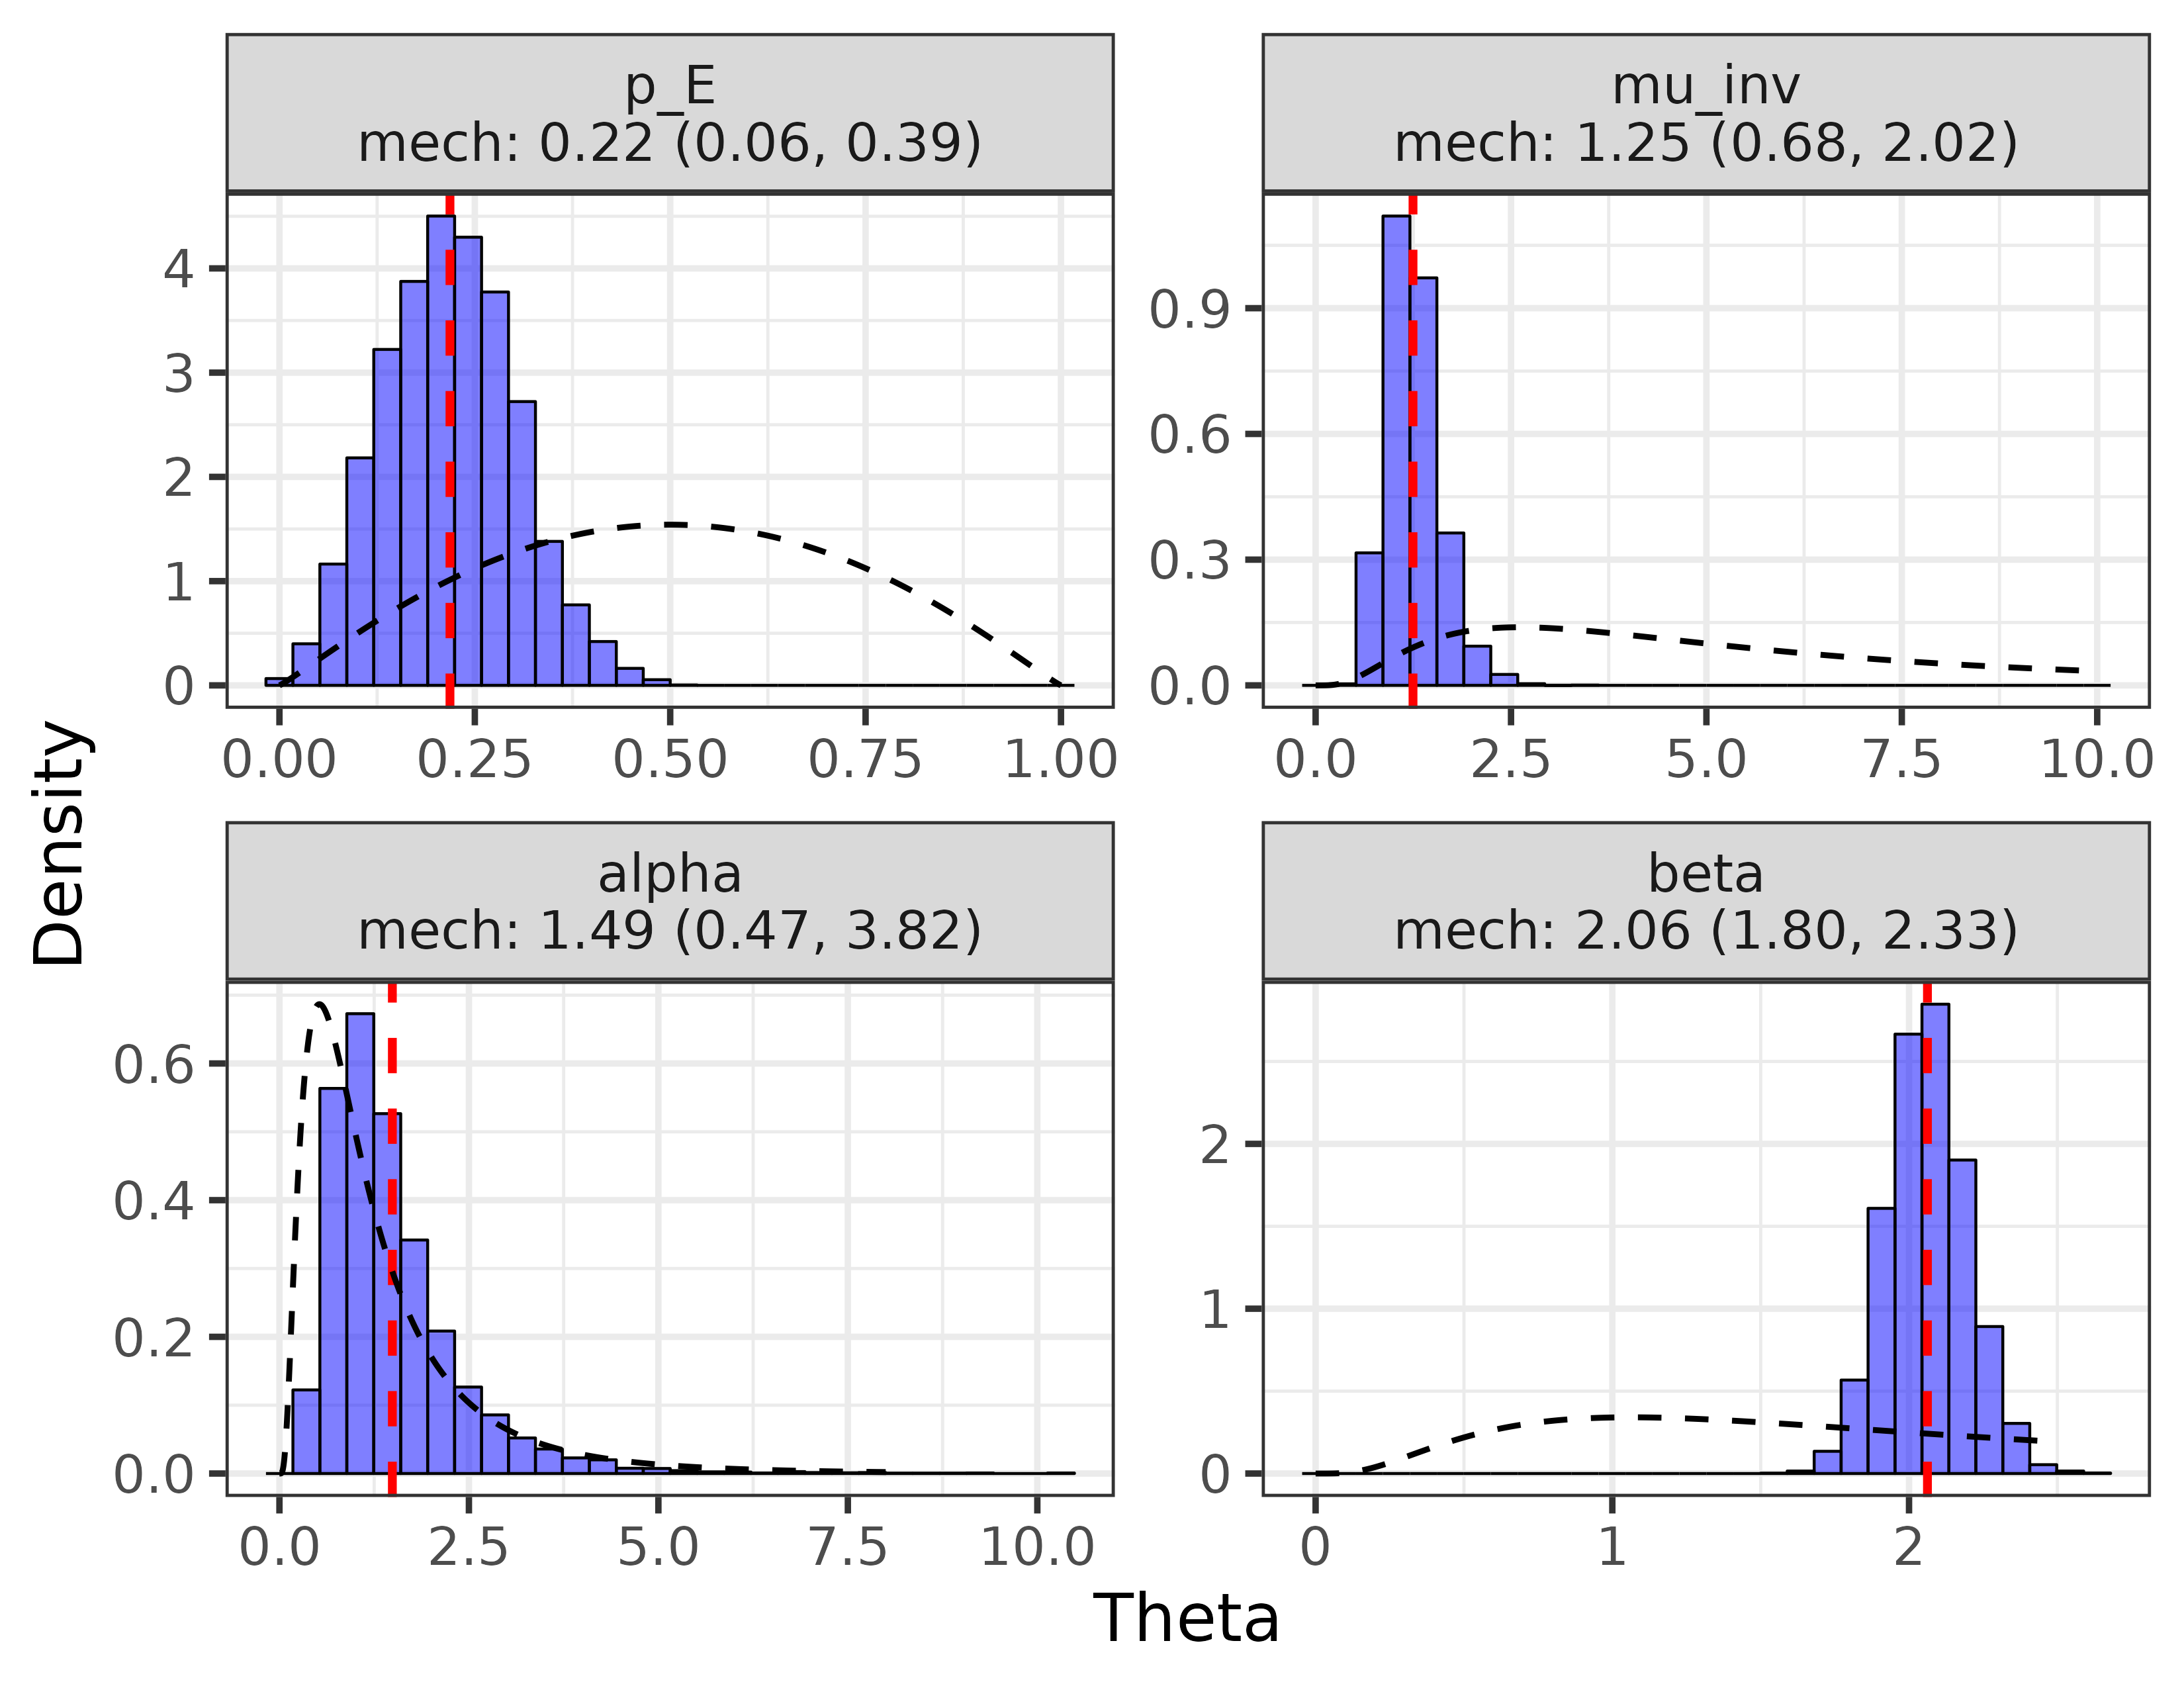 p_E
mech: 0.22 (0.06, 0.39)
mu_inv
mech: 1.25 (0.68, 2.02)
4
3
2
1
0
0.9
0.6
0.3
0.0
0.00 0.25 0.50 0.75 1.00
0.0 2.5 5.0 7.5 10.0
Density
alpha
mech: 1.49 (0.47, 3.82)
beta
mech: 2.06 (1.80, 2.33)
0.6
0.4
0.2
0.0
2
1
0
0.0 2.5 5.0 7.5 10.0
0 1 2
Theta